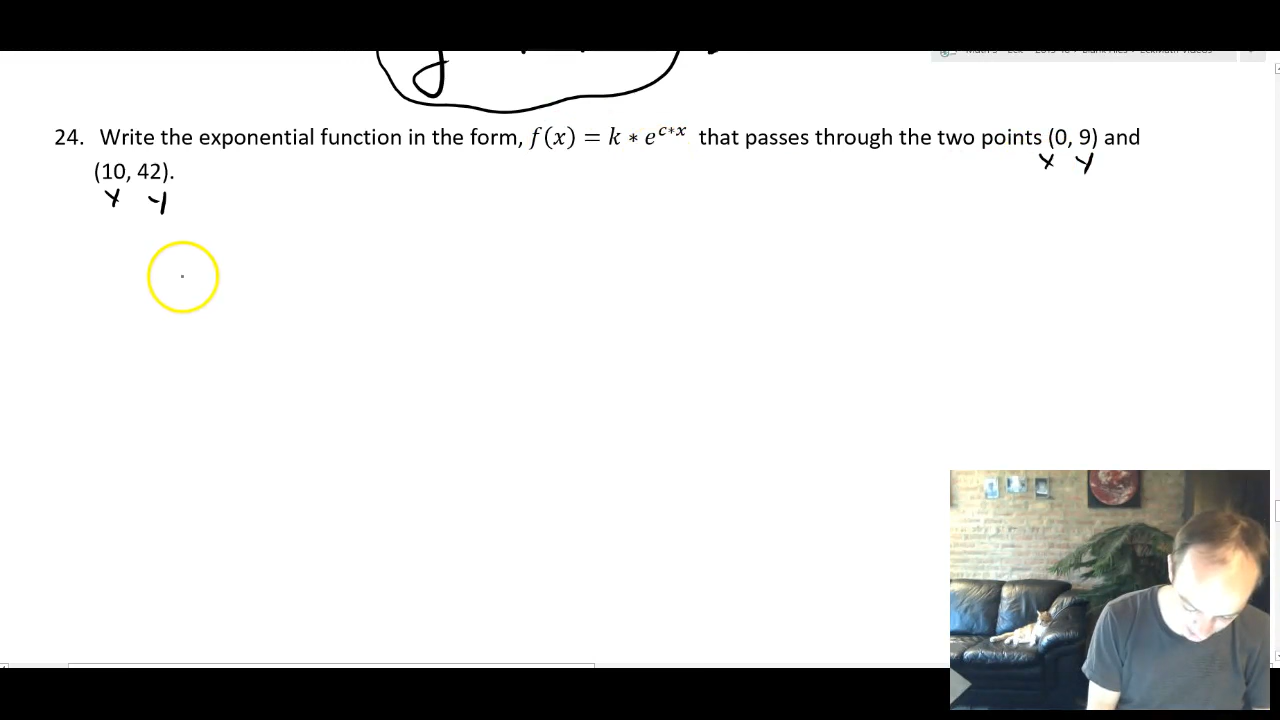 24. Write the exponential function in the form, f(x) = k * e^{c*x} that passes through the two points (0, 9) and
x y
(10, 42).
x y